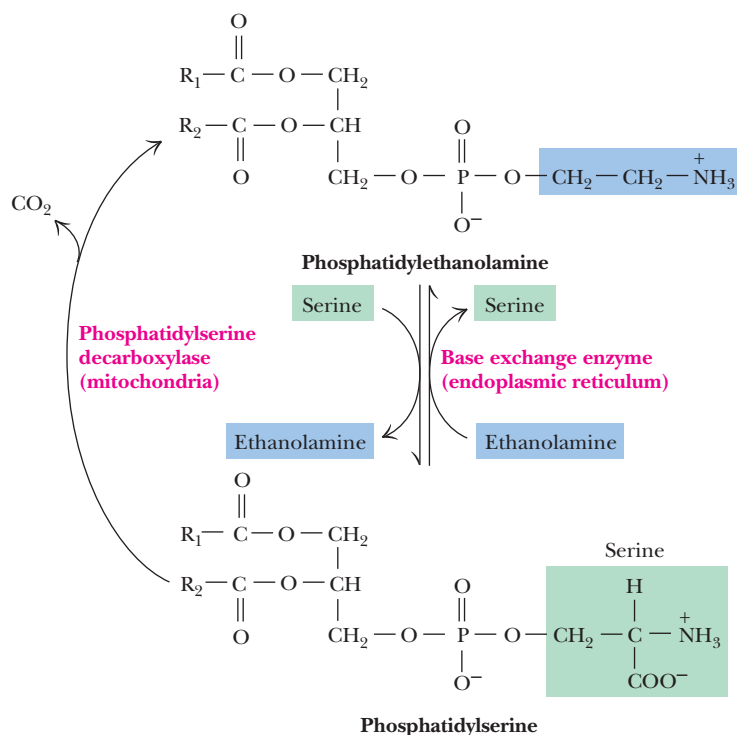 O
R₁—C—O—CH₂
R₂—C—O—CH
O
O
CH₂—O—P—O—CH₂—CH₂—NH₃⁺
O⁻
CO₂
Phosphatidylethanolamine
Serine
Serine
Phosphatidylserine
decarboxylase
(mitochondria)
Base exchange enzyme
(endoplasmic reticulum)
Ethanolamine
Ethanolamine
O
R₁—C—O—CH₂
Serine
R₂—C—O—CH
O
O
H
CH₂—O—P—O—CH₂—C—NH₃⁺
O⁻
COO⁻
Phosphatidylserine